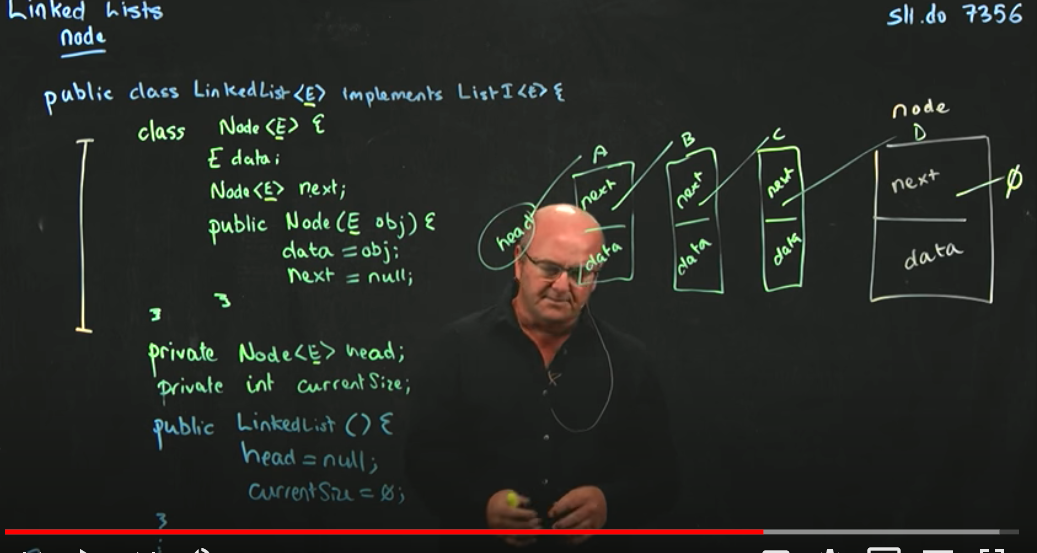 Linked Lists
sli.do 7356
node
public class LinkedList<E> implements ListI<E> {
class Node<E> {
E data;
Node<E> next;
public Node(E obj) {
data = obj;
next = null;
}
}
private Node<E> head;
private int currentSize;
public LinkedList () {
head = null;
currentSize = Ø;
}
head
A
next
data
B
next
data
C
next
data
node
D
next
Ø
data